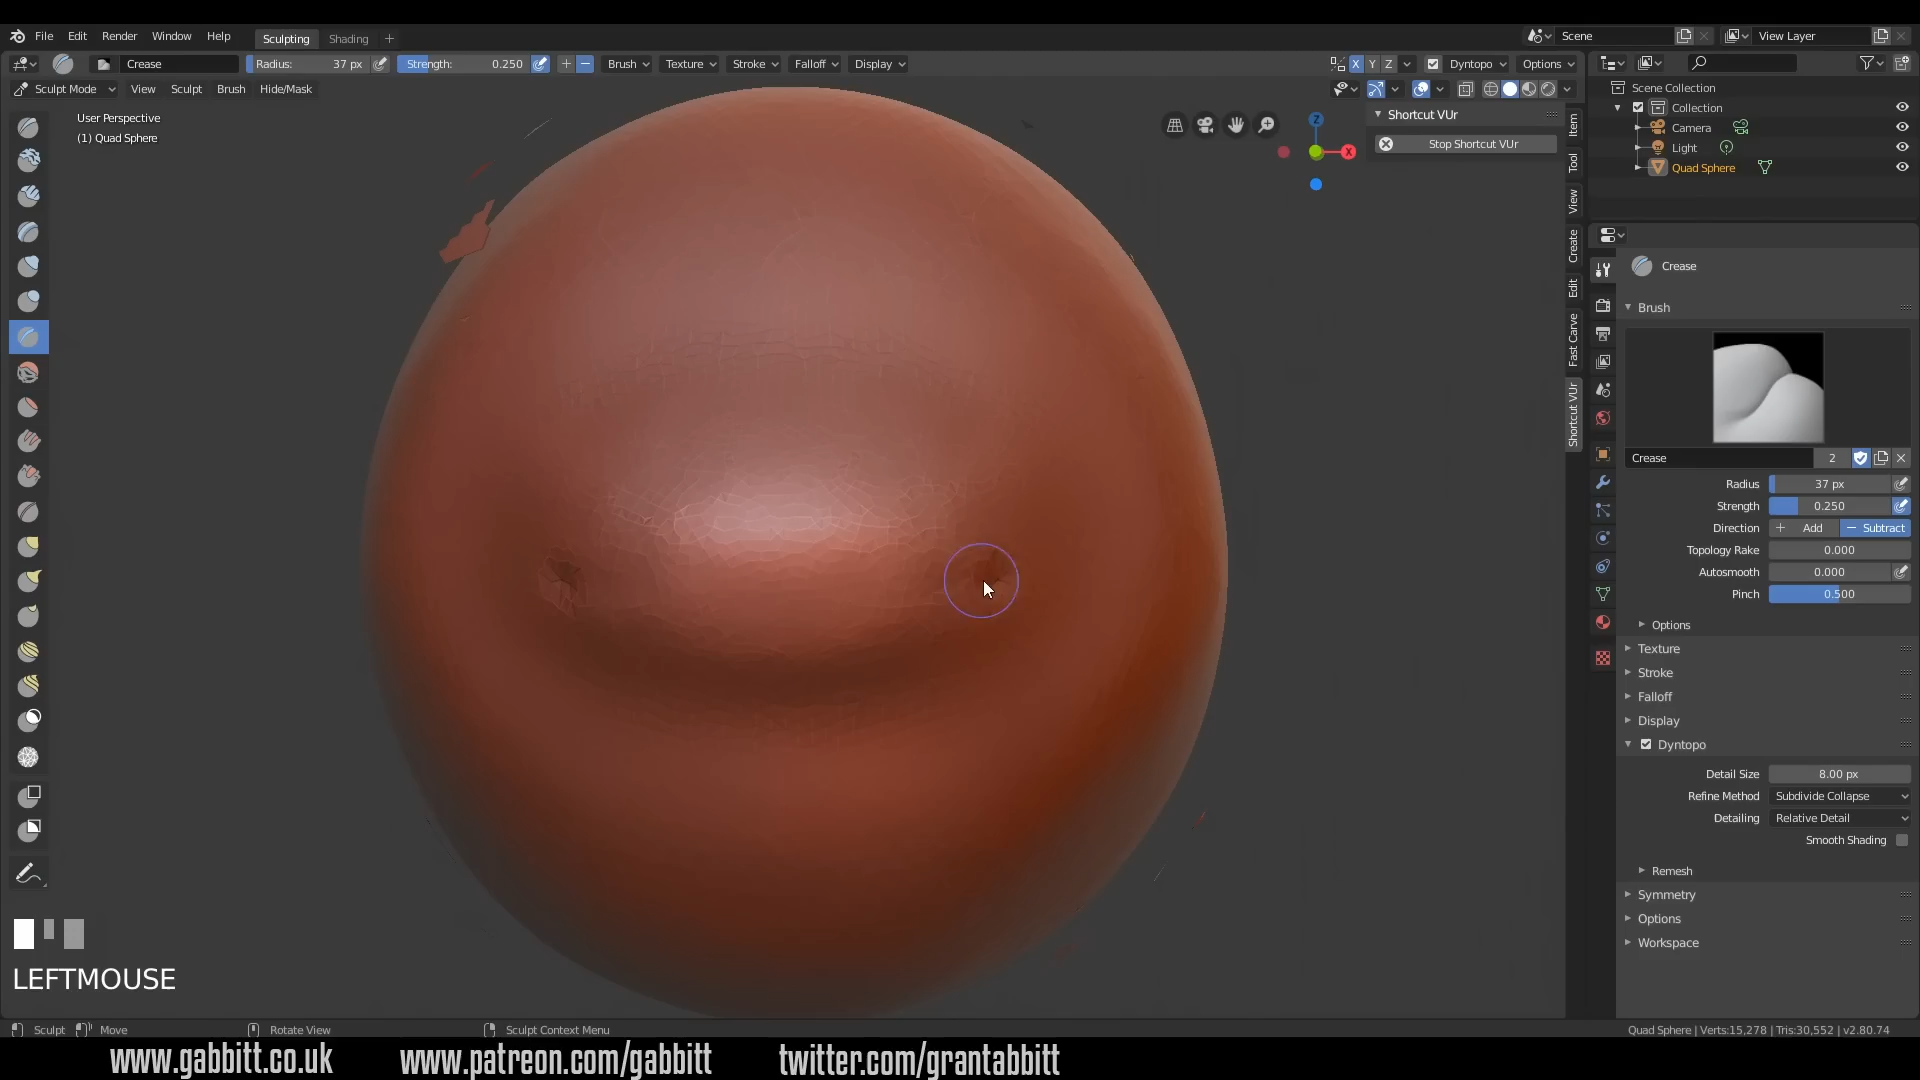 File Edit Render Window Help Sculpting Shading + Scene View Layer
Crease Radius: 37 px Strength: 0.250 + − Brush Texture Stroke Falloff Display X Y Z Dyntopo Options
Sculpt Mode View Sculpt Brush Hide/Mask
User Perspective
(1) Quad Sphere
Z
X
Shortcut VUr
Stop Shortcut VUr
Item
Tool
View
Create
Edit
Fast Carve
Shortcut VUr
Scene Collection
Collection
Camera
Light
Quad Sphere
Crease
Brush
Crease 2
Radius 37 px
Strength 0.250
Direction + Add − Subtract
Topology Rake 0.000
Autosmooth 0.000
Pinch 0.500
Options
Texture
Stroke
Falloff
Display
Dyntopo
Detail Size 8.00 px
Refine Method Subdivide Collapse
Detailing Relative Detail
Smooth Shading
Remesh
Symmetry
Options
Workspace
LEFTMOUSE
Sculpt Move Rotate View Sculpt Context Menu Quad Sphere | Verts:15,278 | Tris:30,552 | v2.80.74
www.gabbitt.co.uk www.patreon.com/gabbitt twitter.com/grantabbitt